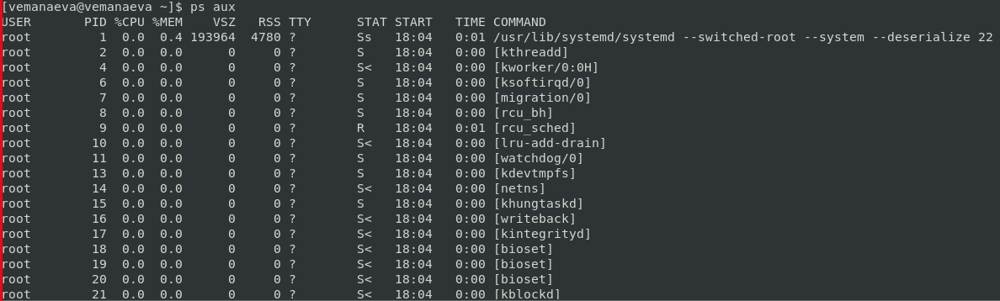 [vemanaeva@vemanaeva ~]$ ps aux
USER       PID %CPU %MEM    VSZ   RSS TTY      STAT START   TIME COMMAND
root         1  0.0  0.4 193964  4780 ?        Ss   18:04   0:01 /usr/lib/systemd/systemd --switched-root --system --deserialize 22
root         2  0.0  0.0      0     0 ?        S    18:04   0:00 [kthreadd]
root         4  0.0  0.0      0     0 ?        S<   18:04   0:00 [kworker/0:0H]
root         6  0.0  0.0      0     0 ?        S    18:04   0:00 [ksoftirqd/0]
root         7  0.0  0.0      0     0 ?        S    18:04   0:00 [migration/0]
root         8  0.0  0.0      0     0 ?        S    18:04   0:00 [rcu_bh]
root         9  0.0  0.0      0     0 ?        R    18:04   0:01 [rcu_sched]
root        10  0.0  0.0      0     0 ?        S<   18:04   0:00 [lru-add-drain]
root        11  0.0  0.0      0     0 ?        S    18:04   0:00 [watchdog/0]
root        13  0.0  0.0      0     0 ?        S    18:04   0:00 [kdevtmpfs]
root        14  0.0  0.0      0     0 ?        S<   18:04   0:00 [netns]
root        15  0.0  0.0      0     0 ?        S    18:04   0:00 [khungtaskd]
root        16  0.0  0.0      0     0 ?        S<   18:04   0:00 [writeback]
root        17  0.0  0.0      0     0 ?        S<   18:04   0:00 [kintegrityd]
root        18  0.0  0.0      0     0 ?        S<   18:04   0:00 [bioset]
root        19  0.0  0.0      0     0 ?        S<   18:04   0:00 [bioset]
root        20  0.0  0.0      0     0 ?        S<   18:04   0:00 [bioset]
root        21  0.0  0.0      0     0 ?        S<   18:04   0:00 [kblockd]